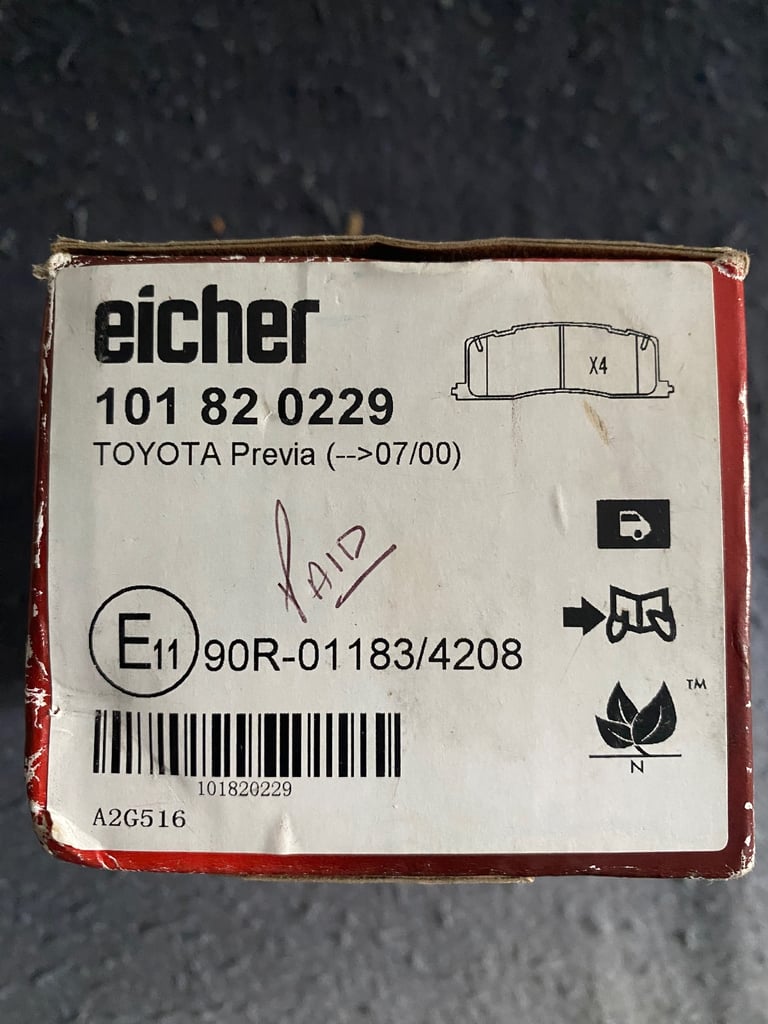 eicher
101 82 0229
X4
TOYOTA Previa (-->07/00)
PAID
E11 90R-01183/4208
TM
N
101820229
A2G516